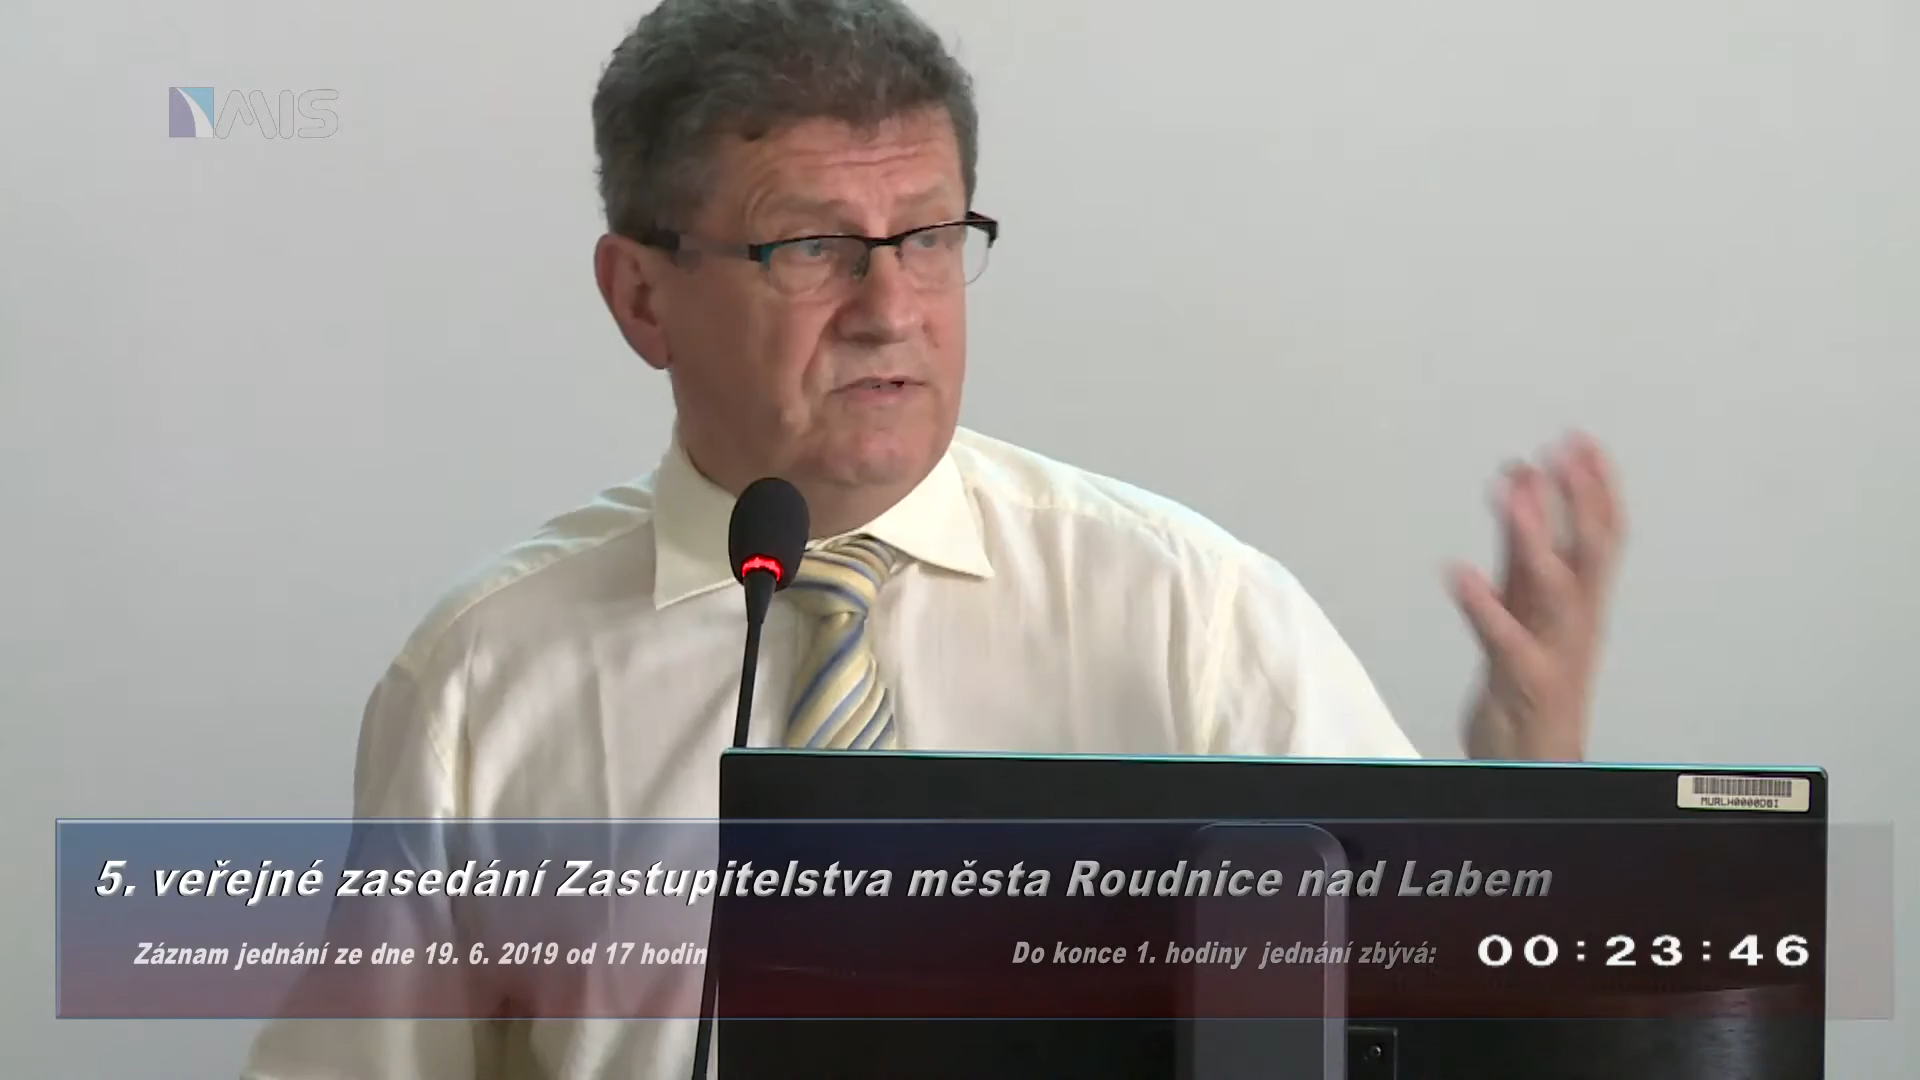 MIS
MURLH0000DBI
5. veřejné zasedání Zastupitelstva města Roudnice nad Labem
Záznam jednání ze dne 19. 6. 2019 od 17 hodin
Do konce 1. hodiny jednání zbývá: 00:23:46